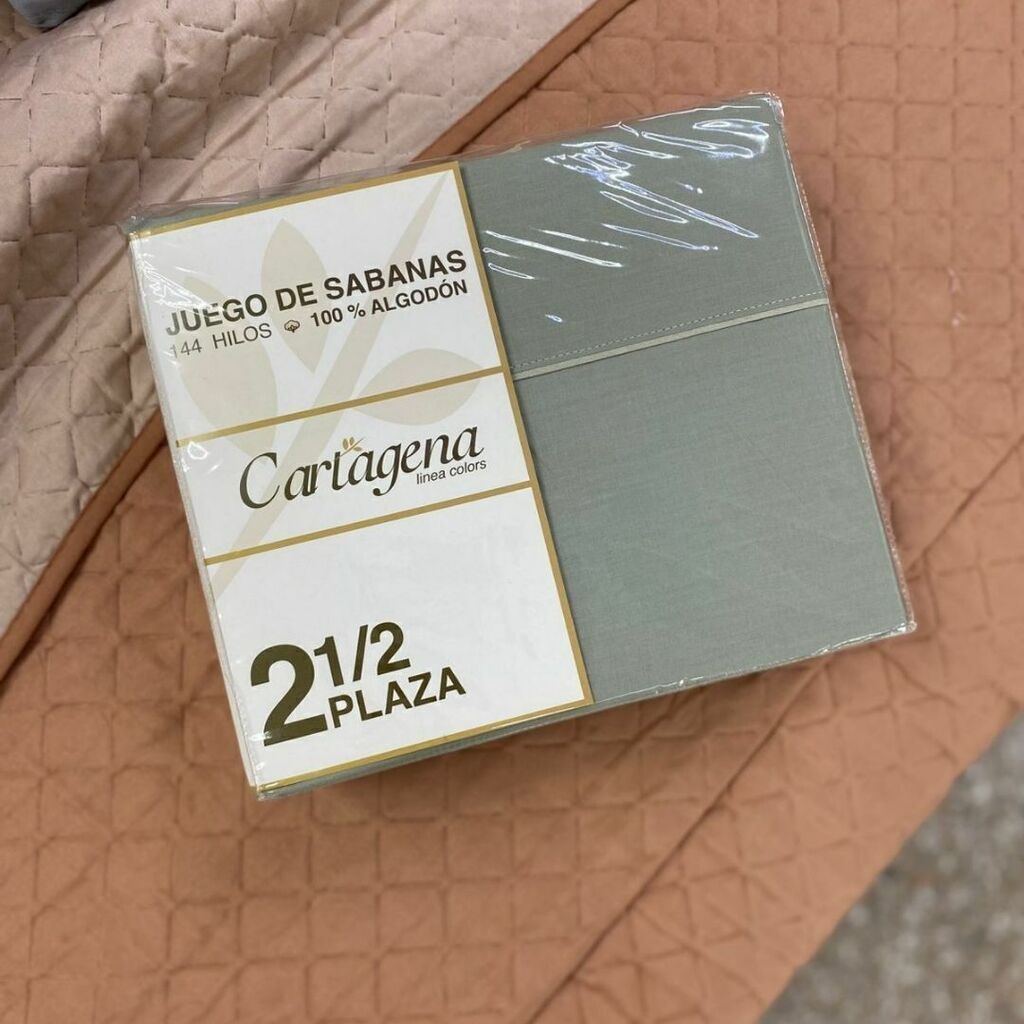 JUEGO DE SABANAS
144 HILOS 100 % ALGODÓN
Cartagena
linea colors
2 1/2
PLAZA